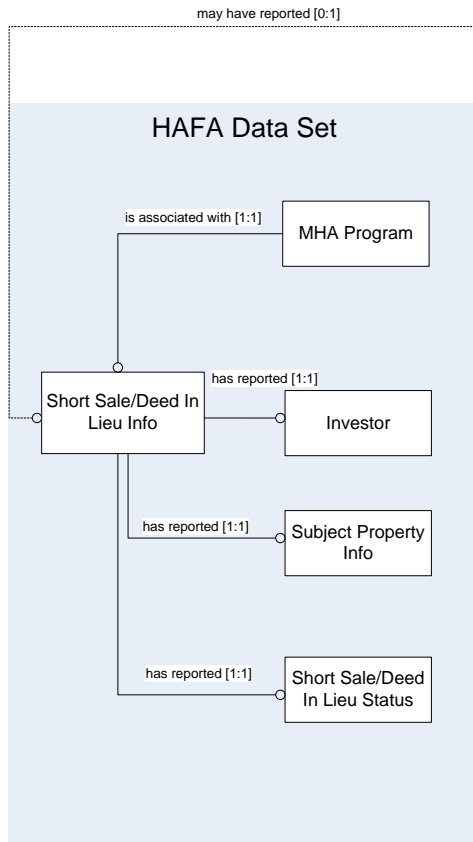 may have reported [0:1]
HAFA Data Set
is associated with [1:1]
MHA Program
Short Sale/Deed In
Lieu Info
has reported [1:1]
Investor
has reported [1:1]
Subject Property
Info
has reported [1:1]
Short Sale/Deed
In Lieu Status